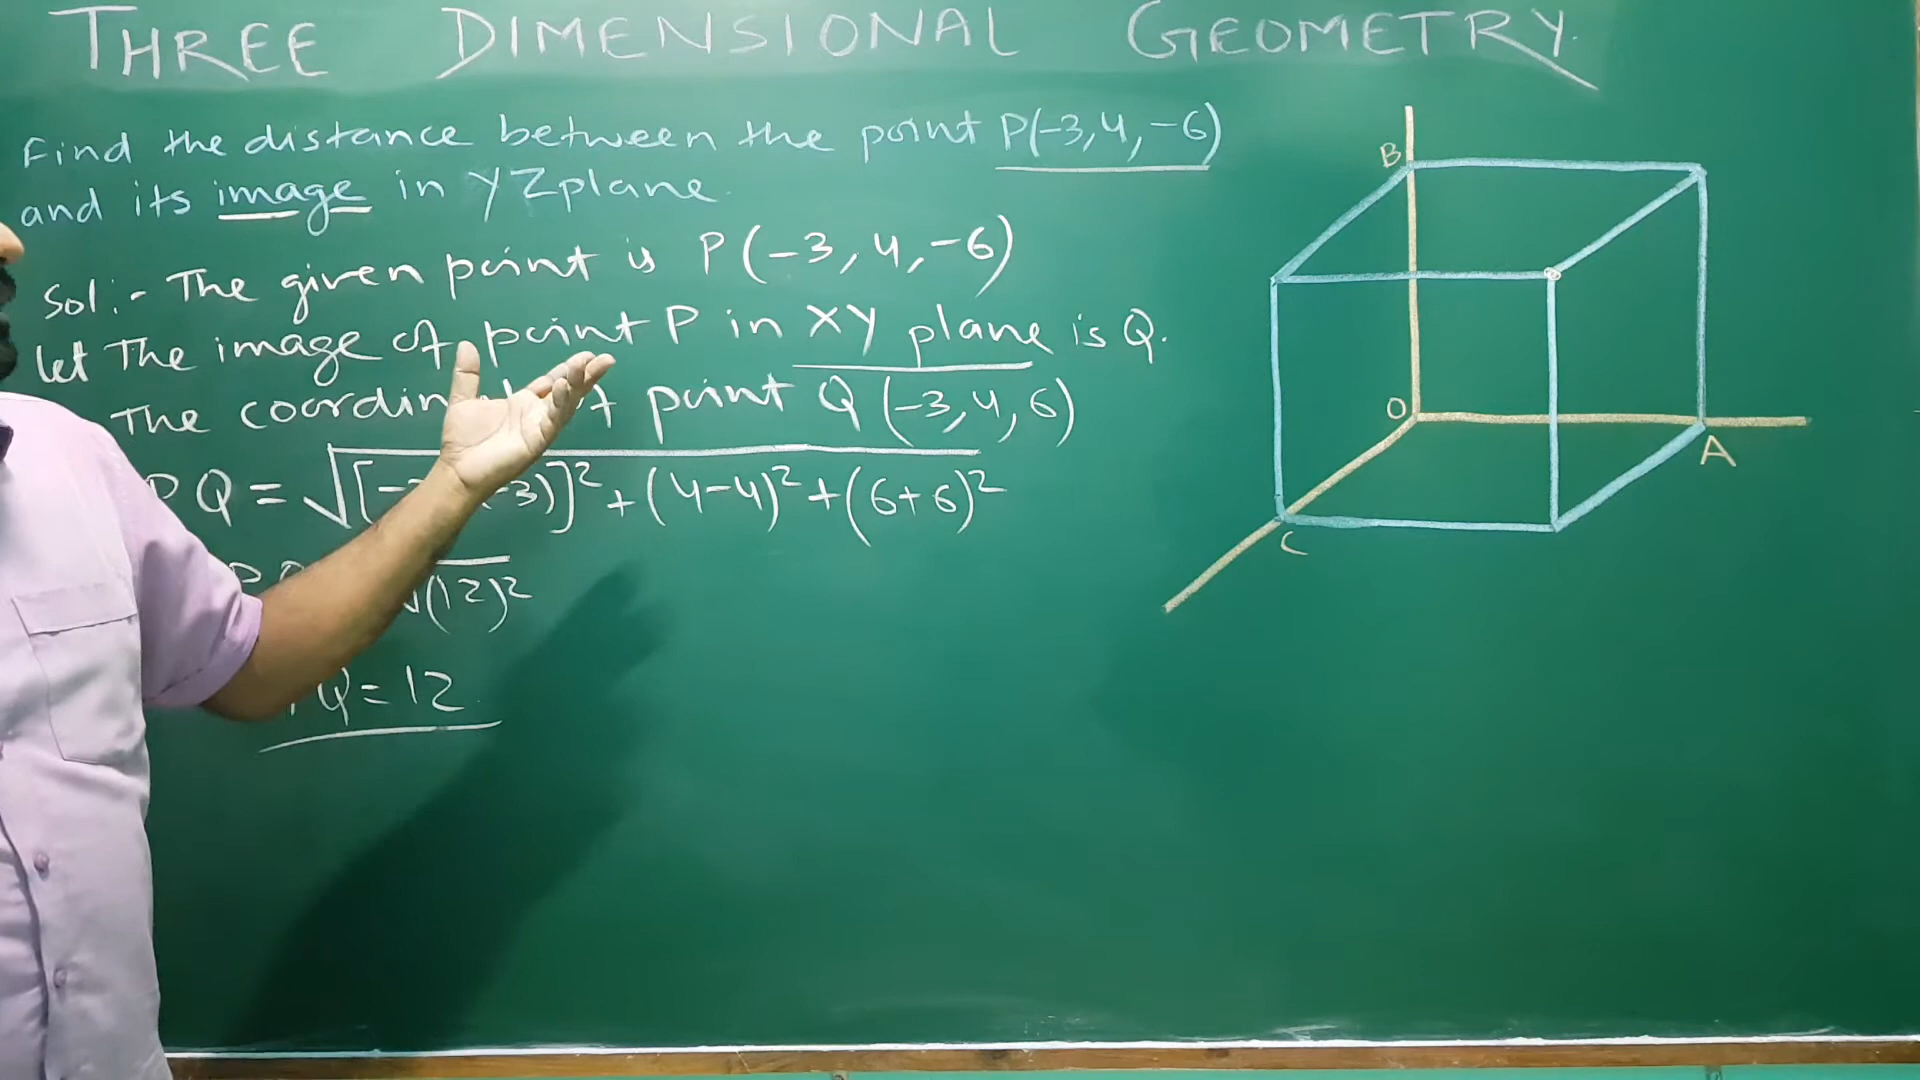 THREE DIMENSIONAL GEOMETRY
Find the distance between the point P(-3,4,-6)
and its image in YZ plane.
Sol:- The given point is P(-3,4,-6)
let The image of point P in XY plane is Q.
The point Q (-3,4,6)
Q = √ 3)]² + (4-4)² + (6+6)²
√(12)²
Q = 12
B
O
A
C